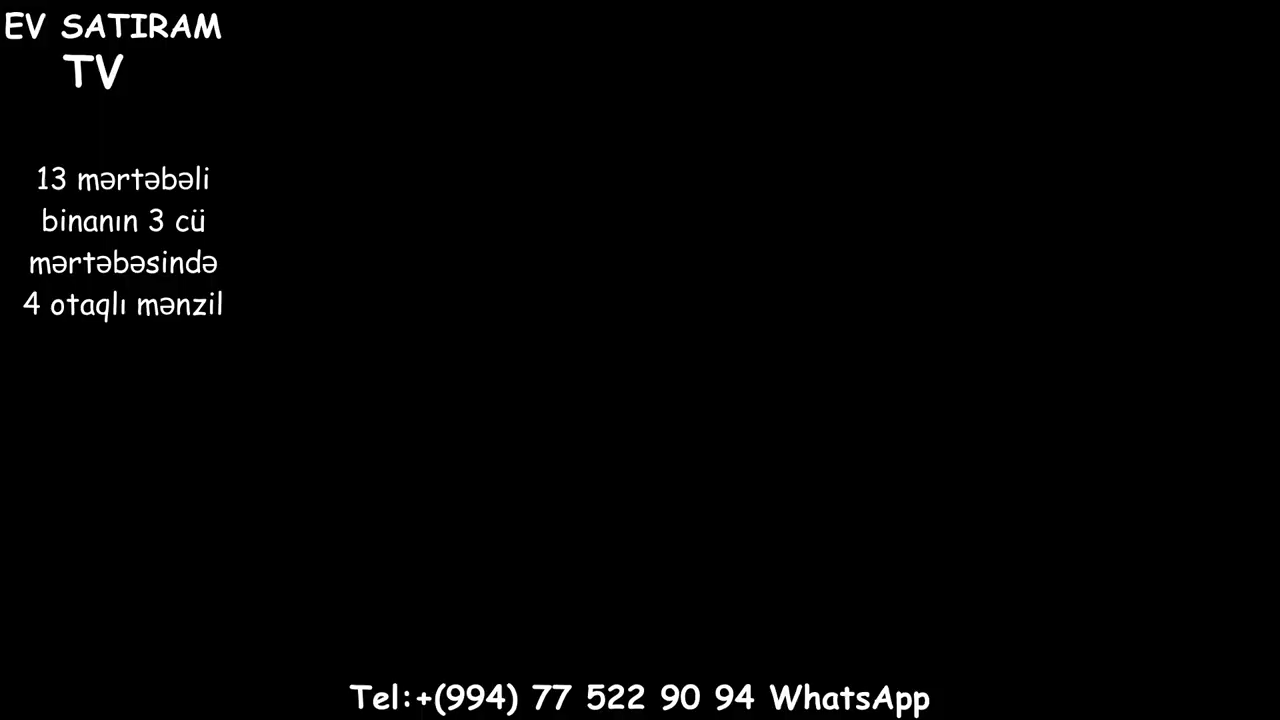 EV SATIRAM
TV
13 mərtəbəli
binanın 3 cü
mərtəbəsində
4 otaqlı mənzil
Tel:+(994) 77 522 90 94 WhatsApp